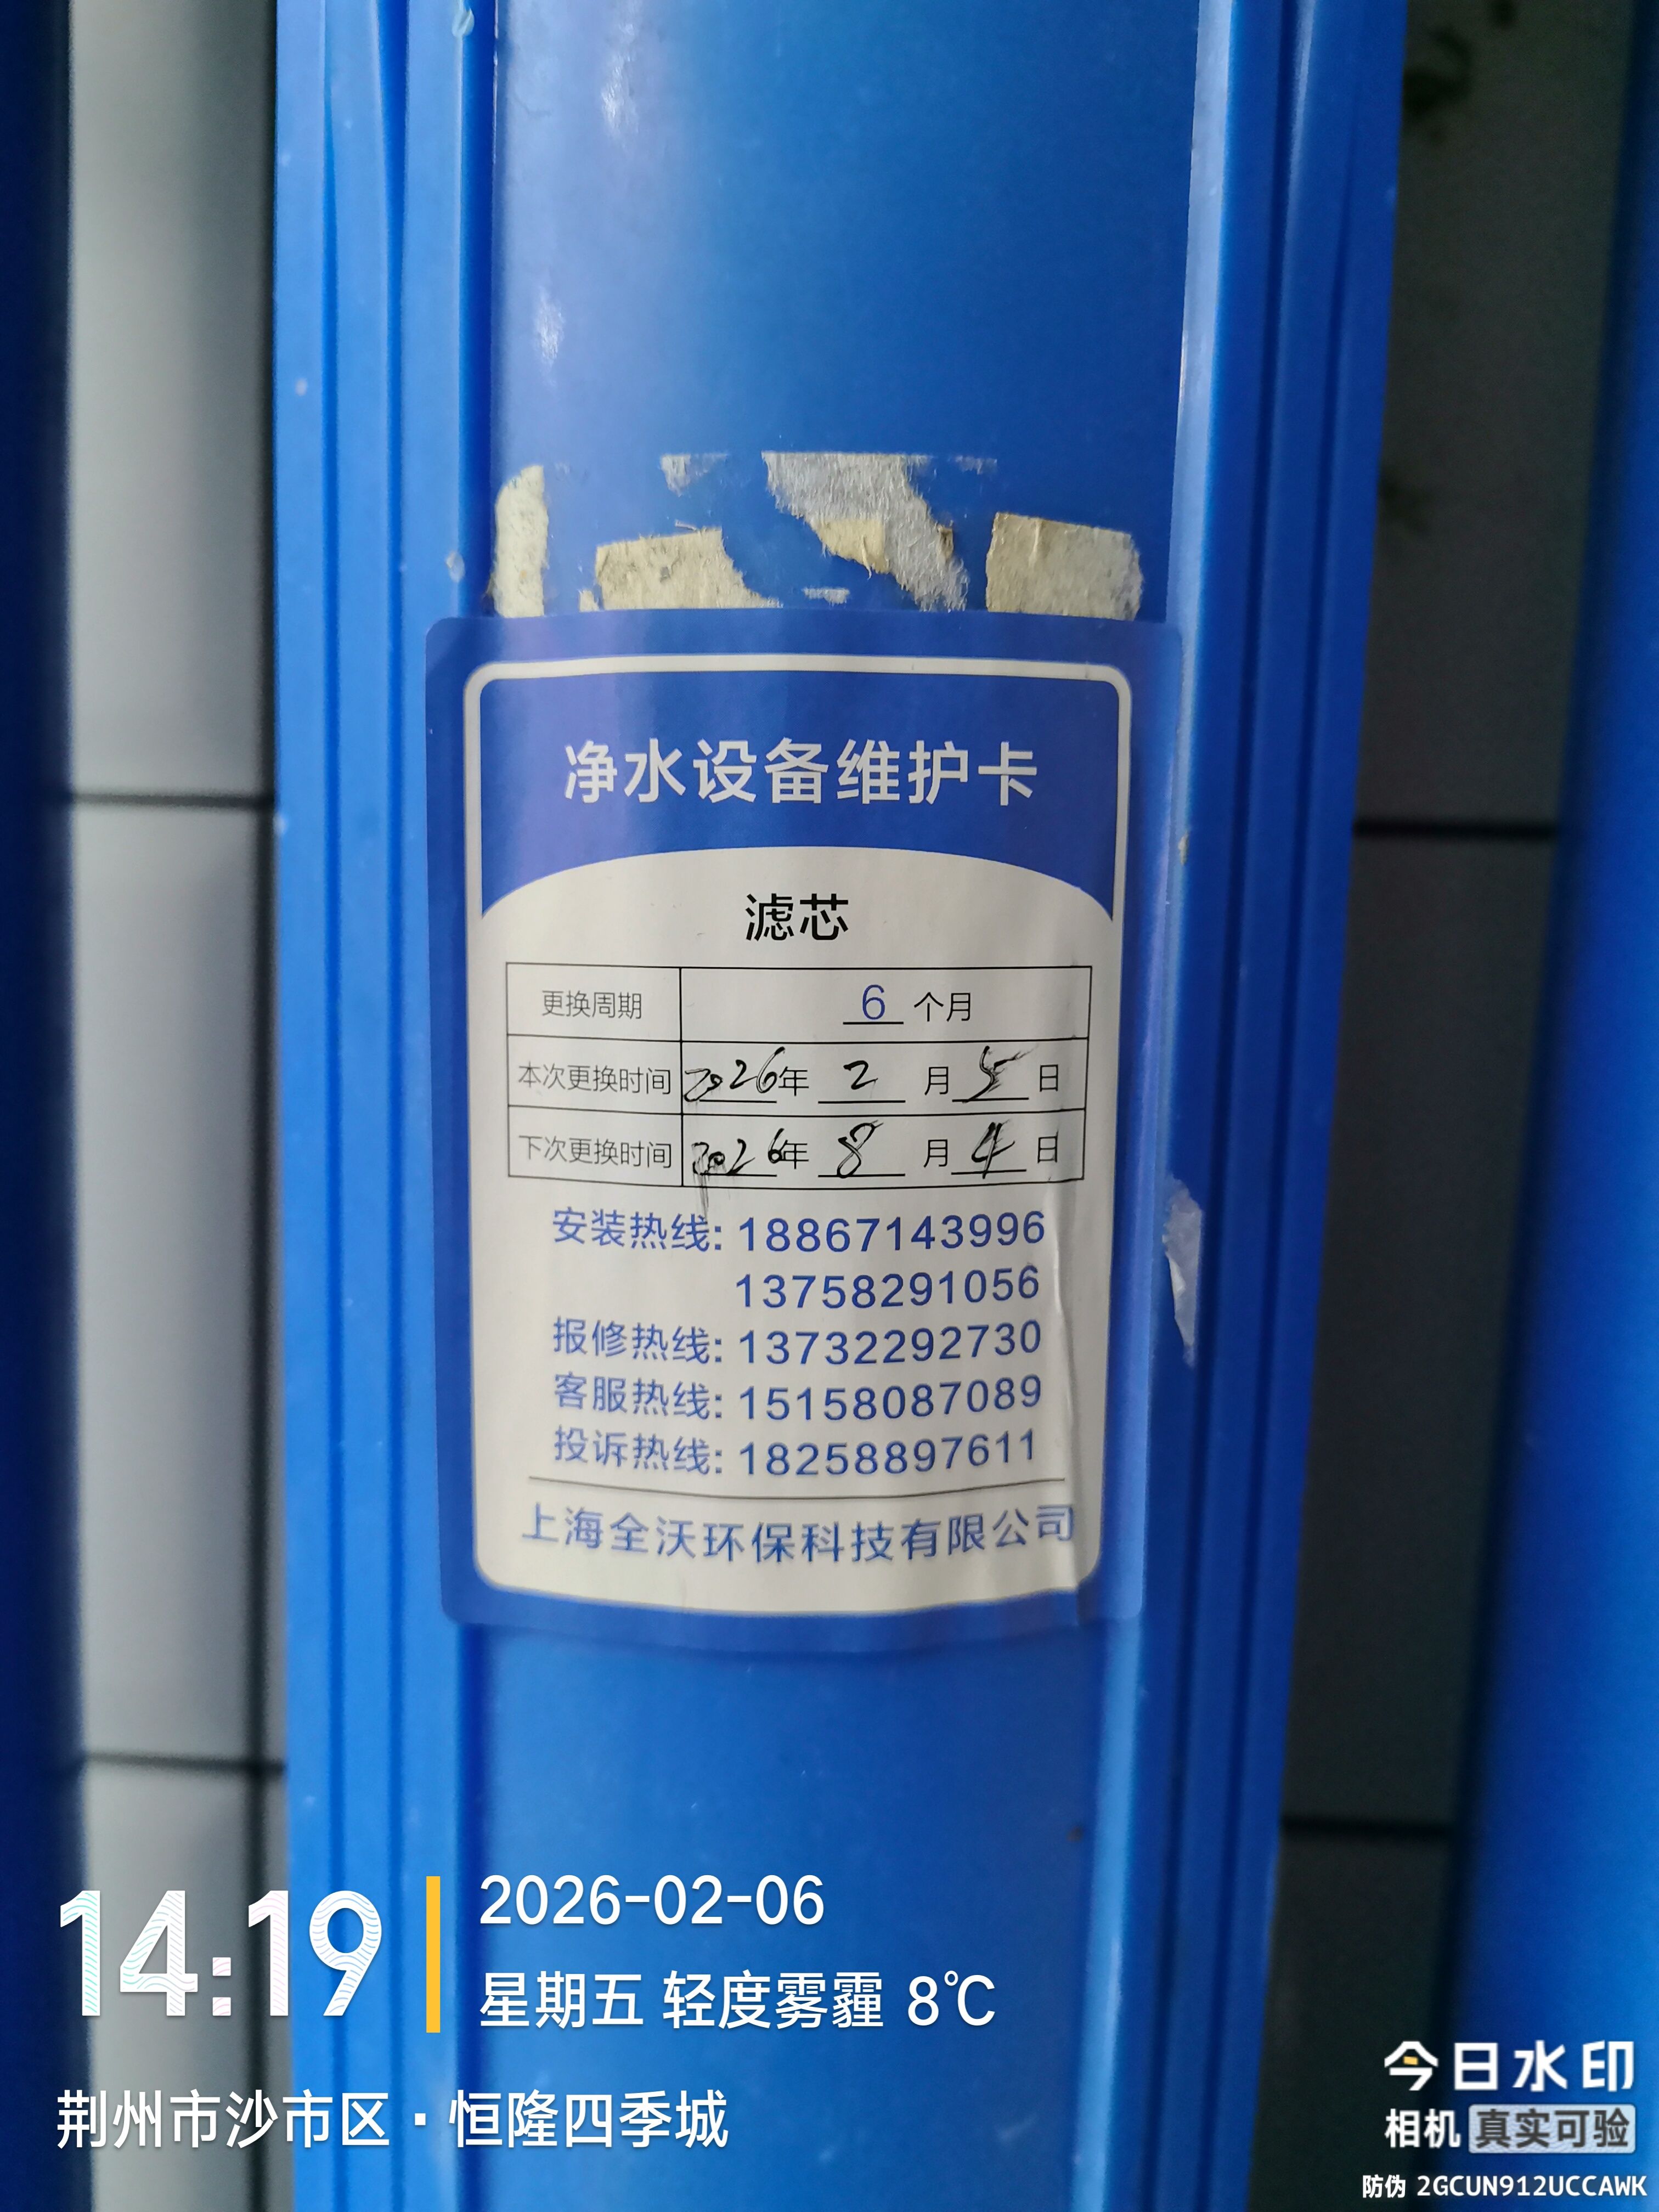 净水设备维护卡
滤芯
更换周期 6 个月
本次更换时间 2026年 2 月 5 日
下次更换时间 2026年 8 月 4 日
安装热线: 18867143996
13758291056
报修热线: 13732292730
客服热线: 15158087089
投诉热线: 18258897611
上海全沃环保科技有限公司
14:19
2026-02-06
星期五 轻度雾霾 8℃
荆州市沙市区·恒隆四季城
今日水印
相机 真实可验
防伪 2GCUN912UCCAWK